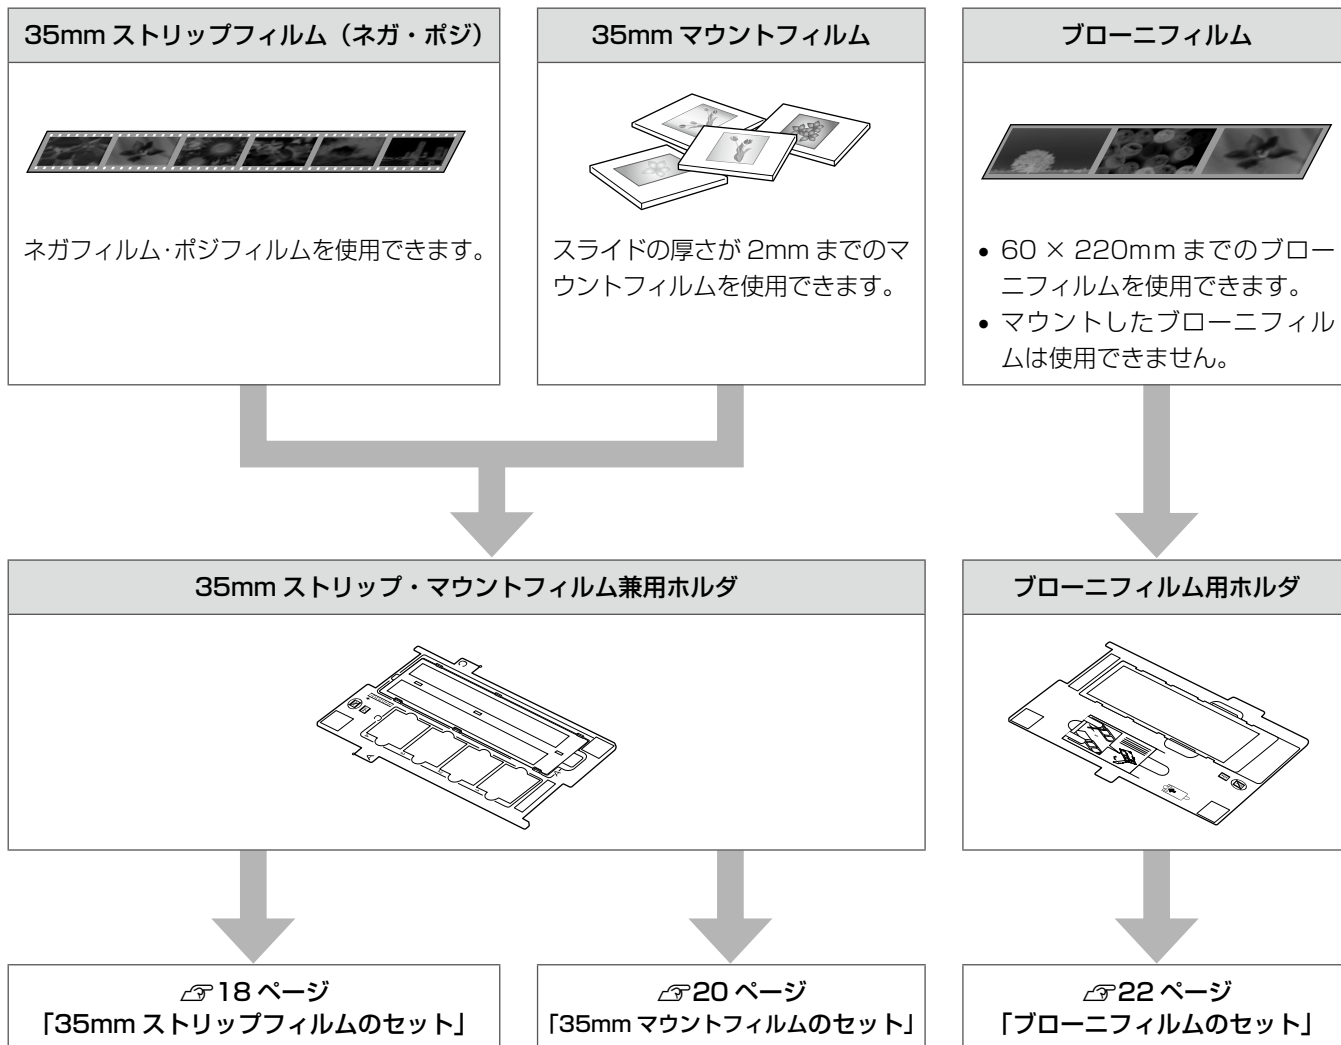 35mm ストリップフィルム（ネガ・ポジ）
ネガフィルム・ポジフィルムを使用できます。
35mm マウントフィルム
スライドの厚さが 2mm までのマ
ウントフィルムを使用できます。
ブローニフィルム
• 60 × 220mm までのブロー
ニフィルムを使用できます。
• マウントしたブローニフィル
ムは使用できません。
35mm ストリップ・マウントフィルム兼用ホルダ
ブローニフィルム用ホルダ
☞18 ページ
「35mm ストリップフィルムのセット」
☞20 ページ
「35mm マウントフィルムのセット」
☞22 ページ
「ブローニフィルムのセット」